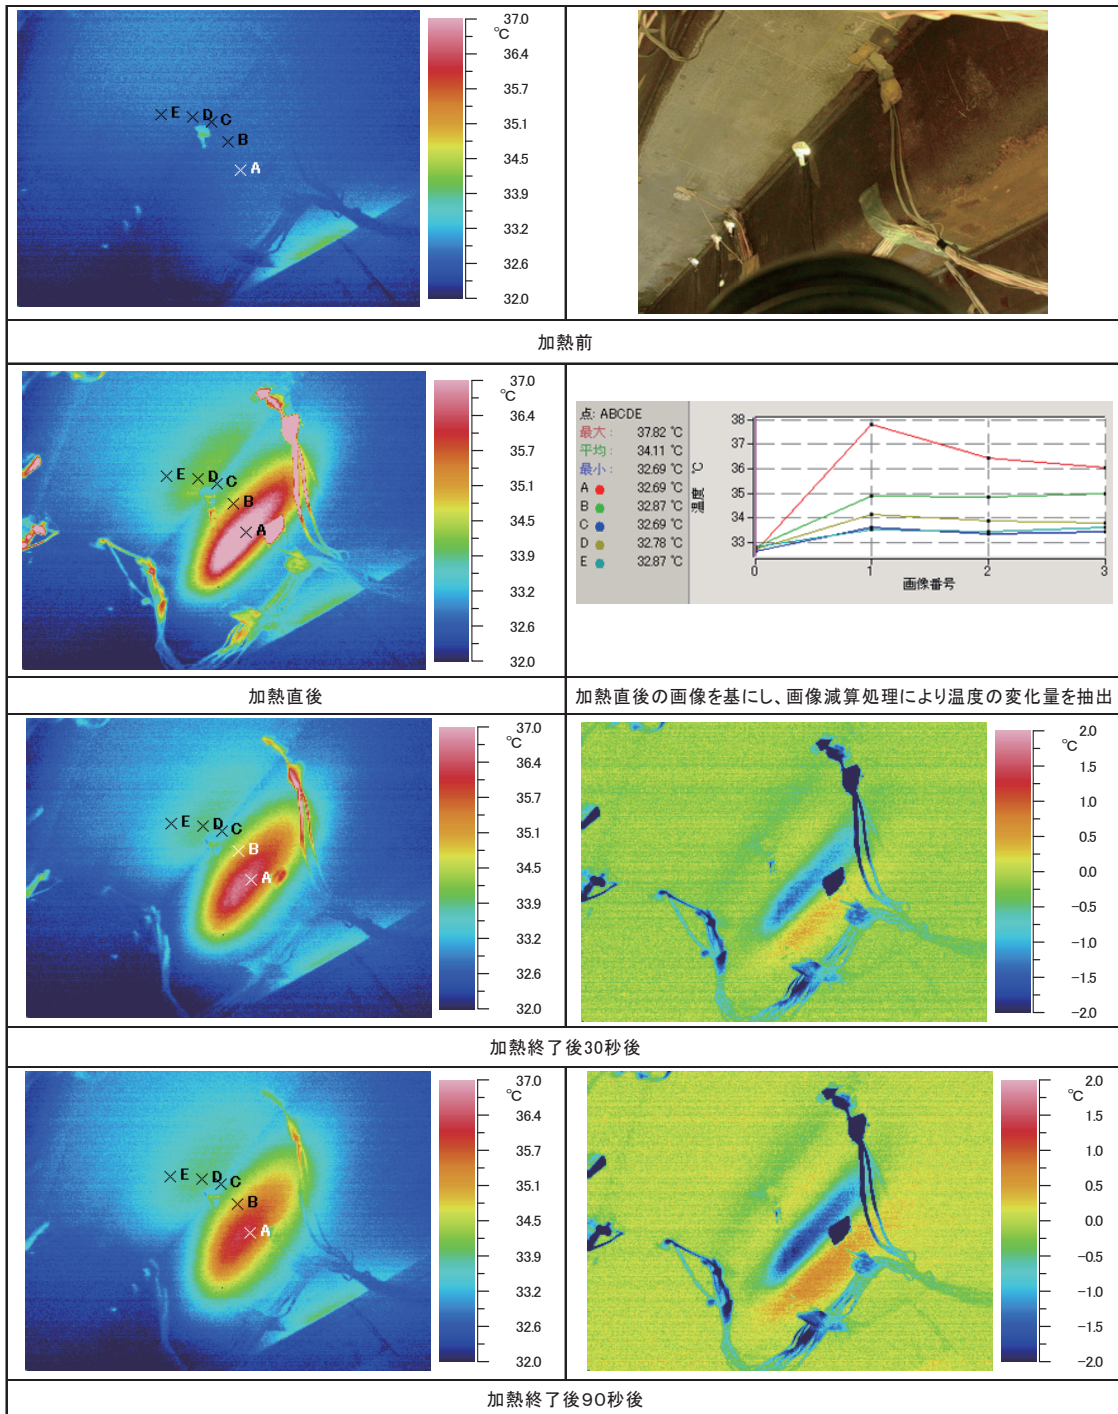 37.0
℃
36.4
35.7
35.1
34.5
33.9
33.2
32.6
32.0
E
D
C
B
A
加熱前
37.0
℃
36.4
35.7
35.1
34.5
33.9
33.2
32.6
32.0
E
D
C
B
A
点: ABCDE
最大: 37.82 ℃
平均: 34.11 ℃
最小: 32.69 ℃
A 32.69 ℃
B 32.87 ℃
C 32.69 ℃
D 32.78 ℃
E 32.87 ℃
温度 ℃
38
37
36
35
34
33
0 1 2 3
画像番号
加熱直後
加熱直後の画像を基にし、画像減算処理により温度の変化量を抽出
37.0
℃
36.4
35.7
35.1
34.5
33.9
33.2
32.6
32.0
E
D
C
B
A
2.0
℃
1.5
1.0
0.5
0.0
-0.5
-1.0
-1.5
-2.0
加熱終了後30秒後
37.0
℃
36.4
35.7
35.1
34.5
33.9
33.2
32.6
32.0
E
D
C
B
A
2.0
℃
1.5
1.0
0.5
0.0
-0.5
-1.0
-1.5
-2.0
加熱終了後90秒後